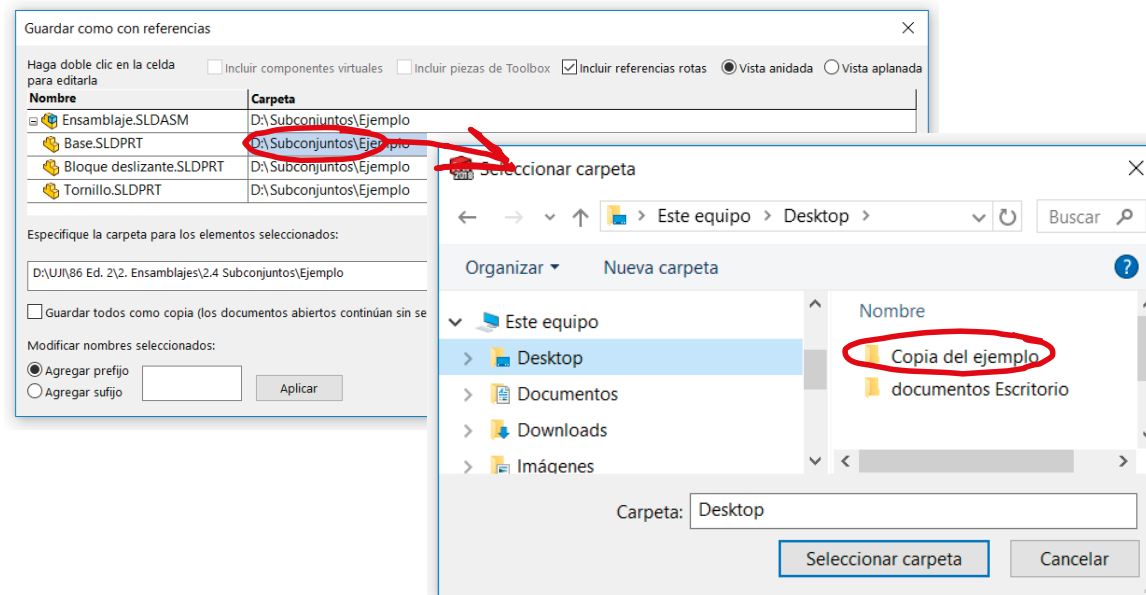 Guardar como con referencias
Haga doble clic en la celda
para editarla
Incluir componentes virtuales Incluir piezas de Toolbox Incluir referencias rotas Vista anidada Vista aplanada
Nombre Carpeta
Ensamblaje.SLDASM D:\Subconjuntos\Ejemplo
Base.SLDPRT D:\Subconjuntos\Ejemplo
Bloque deslizante.SLDPRT D:\Subconjuntos\Ejemplo
Tornillo.SLDPRT D:\Subconjuntos\Ejemplo
Especifique la carpeta para los elementos seleccionados:
D:\UJI\86 Ed. 2\2. Ensamblajes\2.4 Subconjuntos\Ejemplo
Guardar todos como copia (los documentos abiertos continúan sin se
Modificar nombres seleccionados:
Agregar prefijo
Agregar sufijo
Aplicar
Seleccionar carpeta
Este equipo > Desktop >
Buscar
Organizar
Nueva carpeta
Este equipo
Desktop
Documentos
Downloads
Imágenes
Nombre
Copia del ejemplo
documentos Escritorio
Carpeta: Desktop
Seleccionar carpeta
Cancelar